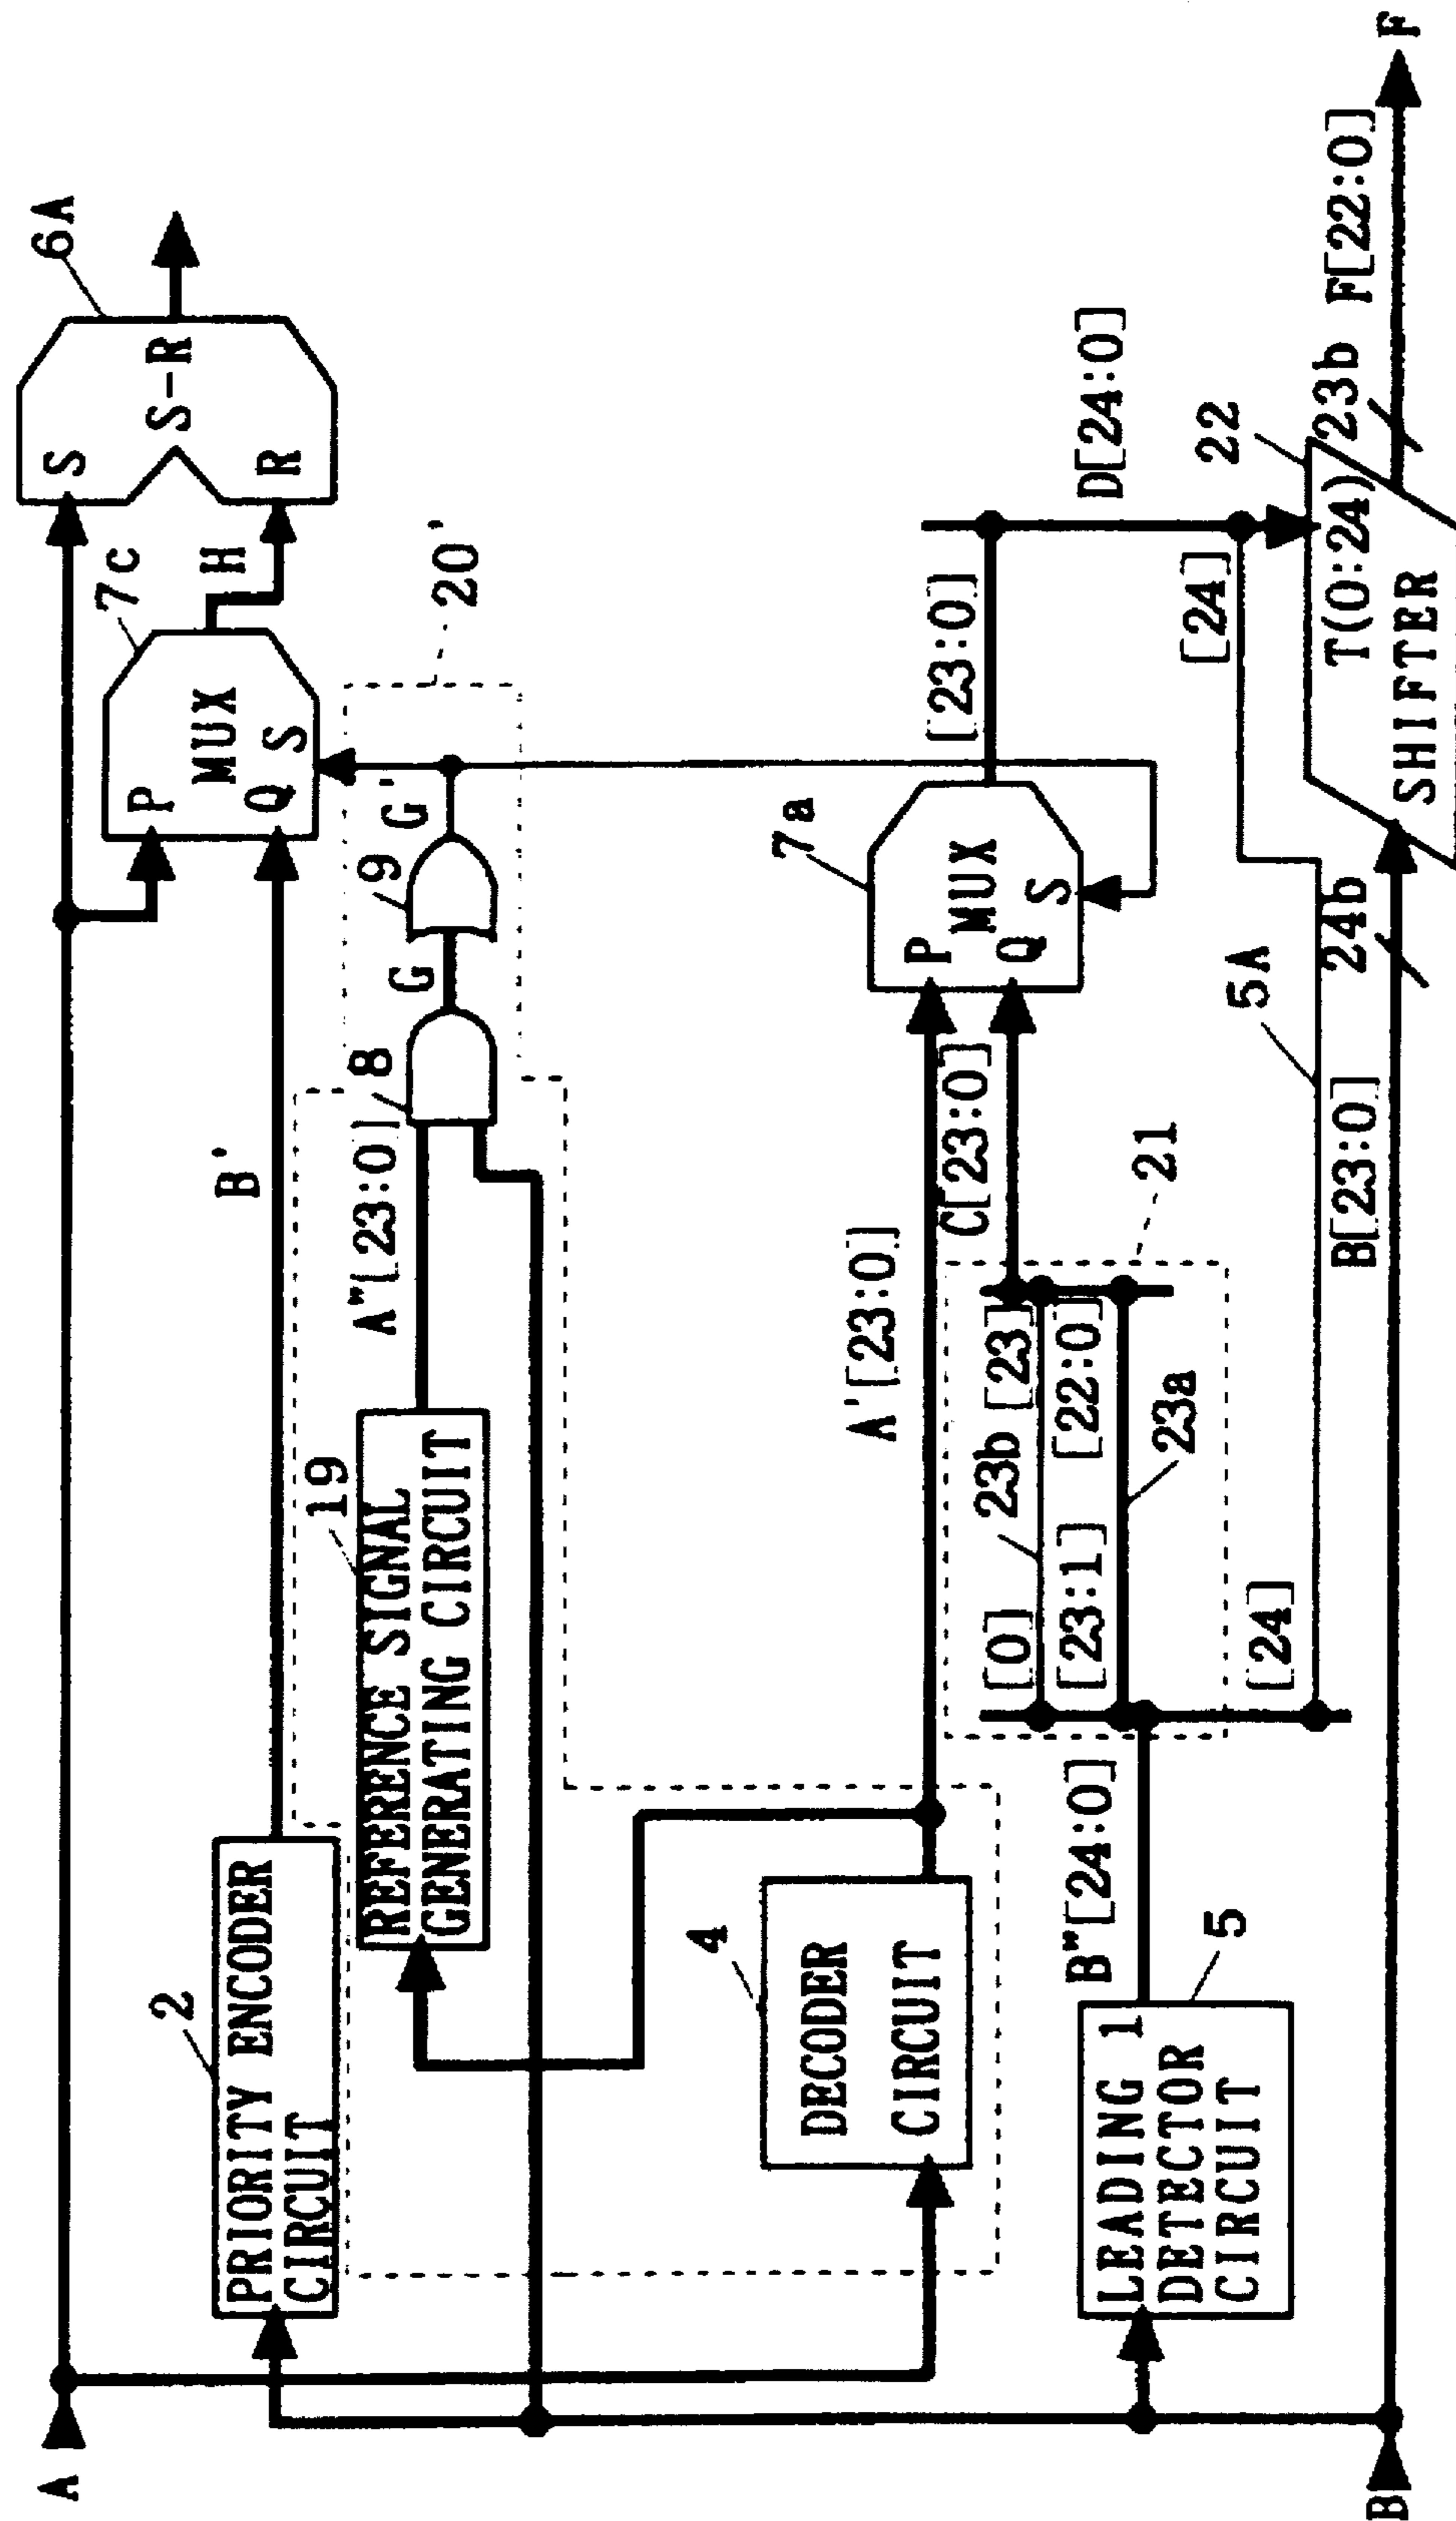 A
S
S-R
R
6A
7c
H
P
MUX
Q S
B'
2
PRIORITY ENCODER
CIRCUIT
20'
G'
9
G
8
A"[23:0]
19
REFERENCE SIGNAL
GENERATING CIRCUIT
4
DECODER
CIRCUIT
A'[23:0]
7a
P
MUX
Q S
[23:0]
D[24:0]
C[23:0]
21
[0]
23b
[23]
[23:1]
[22:0]
23a
B"[24:0]
5
LEADING 1
DETECTOR
CIRCUIT
[24]
5A
[24]
22
T(0:24)
SHIFTER
B
B[23:0]
24b
23b
F[22:0]
F